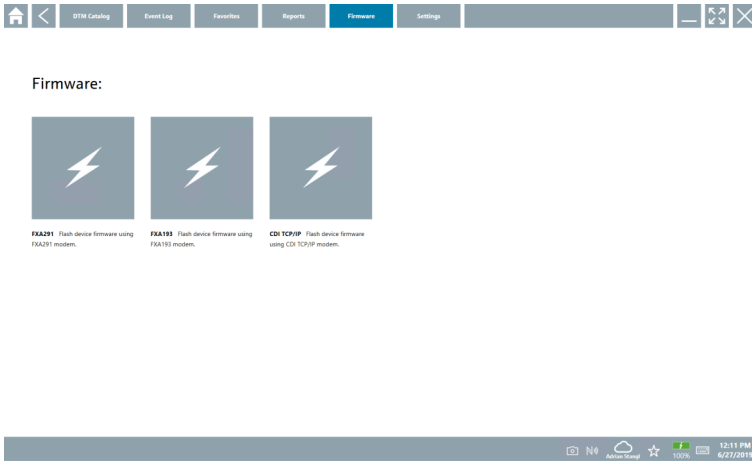 DTM Catalog Event Log Favorites Reports Firmware Settings
Firmware:
FXA291 Flash device firmware using
FXA291 modem.
FXA193 Flash device firmware using
FXA193 modem.
CDI TCP/IP Flash device firmware
using CDI TCP/IP modem.
Adrian Stangl
100%
12:11 PM
6/27/2019